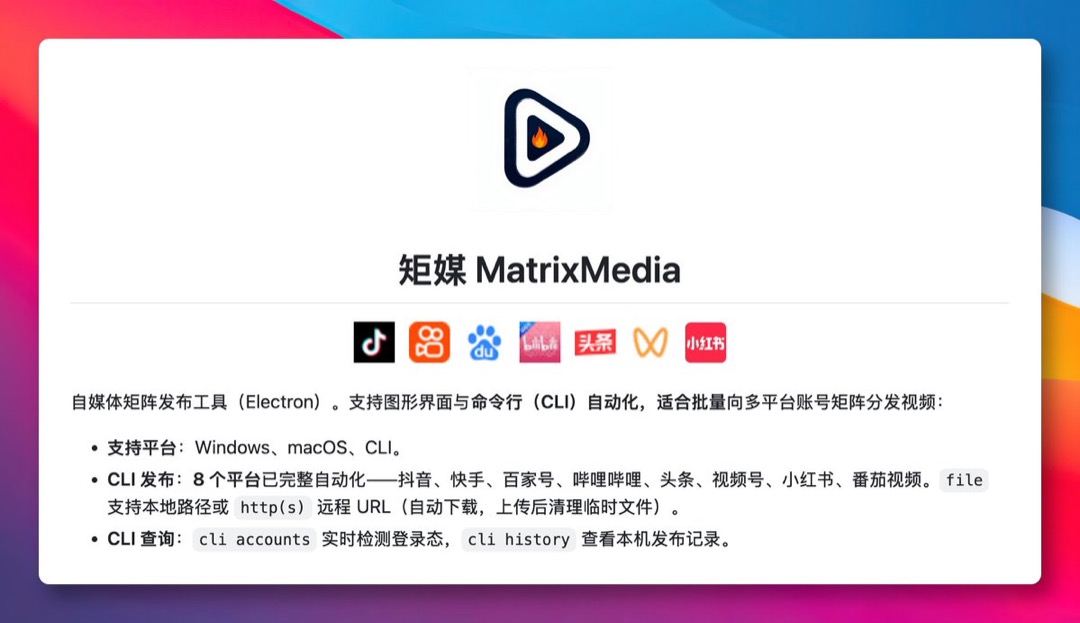 矩媒 MatrixMedia
du
bilibili
头条
小红书
自媒体矩阵发布工具（Electron）。支持图形界面与命令行（CLI）自动化，适合批量向多平台账号矩阵分发视频：
• 支持平台：Windows、macOS、CLI。
• CLI 发布：8 个平台已完整自动化——抖音、快手、百家号、哔哩哔哩、头条、视频号、小红书、番茄视频。file
支持本地路径或 http(s) 远程 URL（自动下载，上传后清理临时文件）。
• CLI 查询：cli accounts 实时检测登录态，cli history 查看本机发布记录。